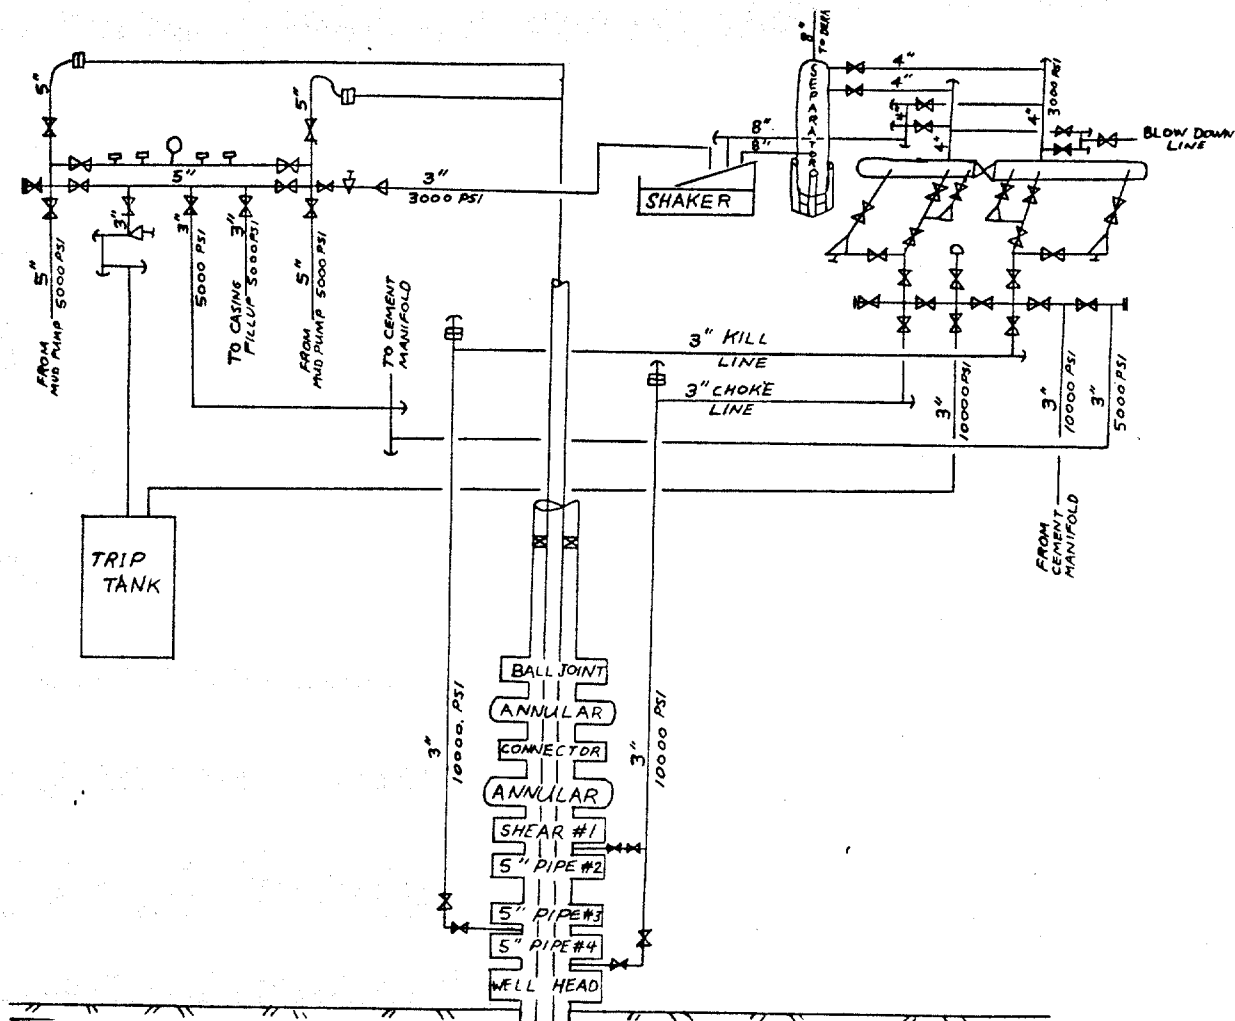 8"
TO DERR
5"
5"
SEPARATOR
4"
4"
4"
4"
4"
3000 PSI
BLOW DOWN
LINE
8"
8"
SHAKER
5"
3"
3000 PSI
3"
3"
3"
5"
5000 PSI
5000 PSI
5000 PSI
5"
5000 PSI
FROM
MUD PUMP
TO CASING
FILLUP
FROM
MUD PUMP
TO CEMENT
MANIFOLD
3" KILL
LINE
3" CHOKE
LINE
3"
10000 PSI
3"
10000 PSI
3"
5000 PSI
FROM
CEMENT
MANIFOLD
TRIP
TANK
3"
10000 PSI
3"
10000 PSI
BALL JOINT
ANNULAR
CONNECTOR
ANNULAR
SHEAR #1
5" PIPE #2
5" PIPE #3
5" PIPE #4
WELL HEAD